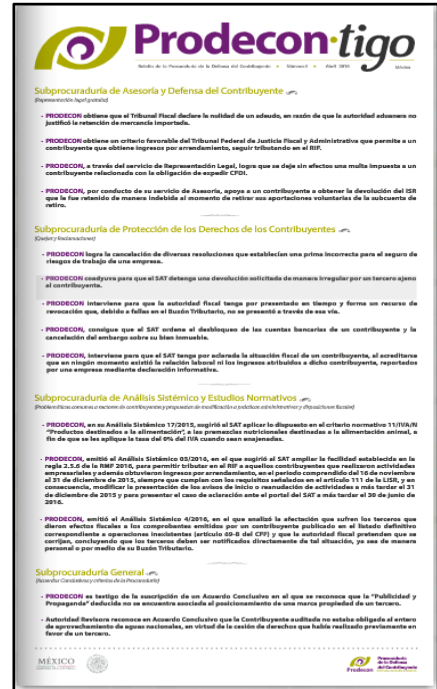 Prodecon·tigo
Boletín de la Procuraduría de la Defensa del Contribuyente • Número 4 • Abril 2016 México
Subprocuraduría de Asesoría y Defensa del Contribuyente
(Representación legal gratuita)
- PRODECON obtiene que el Tribunal Fiscal declare la nulidad de un adeudo, en razón de que la autoridad aduanera no
justificó la retención de mercancía importada.
- PRODECON obtiene un criterio favorable del Tribunal Federal de Justicia Fiscal y Administrativa que permite a un
contribuyente que obtiene ingresos por arrendamiento, seguir tributando en el RIF.
- PRODECON, a través del servicio de Representación Legal, logra que se deje sin efectos una multa impuesta a un
contribuyente relacionada con la obligación de expedir CFDI.
- PRODECON, por conducto de su servicio de Asesoría, apoya a un contribuyente a obtener la devolución del ISR
que le fue retenido de manera indebida al momento de retirar sus aportaciones voluntarias de la subcuenta de
retiro.
Subprocuraduría de Protección de los Derechos de los Contribuyentes
(Quejas y Reclamaciones)
- PRODECON logra la cancelación de diversas resoluciones que establecían una prima incorrecta para el seguro de
riesgos de trabajo de una empresa.
- PRODECON coadyuva para que el SAT detenga una devolución solicitada de manera irregular por un tercero ajeno
al contribuyente.
- PRODECON interviene para que la autoridad fiscal tenga por presentado en tiempo y forma un recurso de
revocación que, debido a fallas en el Buzón Tributario, no se presentó a través de esa vía.
- PRODECON, consigue que el SAT ordene el desbloqueo de las cuentas bancarias de un contribuyente y la
cancelación del embargo sobre su bien inmueble.
- PRODECON, interviene para que el SAT tenga por aclarada la situación fiscal de un contribuyente, al acreditarse
que en ningún momento existió la relación laboral ni los ingresos atribuidos a dicho contribuyente, reportados
por una empresa mediante declaración informativa.
Subprocuraduría de Análisis Sistémico y Estudios Normativos
(Problemáticas comunes a sectores de contribuyentes y propuestas de modificación a prácticas administrativas y disposiciones fiscales)
- PRODECON, en su Análisis Sistémico 17/2015, sugirió al SAT aplicar lo dispuesto en el criterio normativo 11/IVA/N
"Productos destinados a la alimentación", a las premezclas nutricionales destinadas a la alimentación animal, a
fin de que se les aplique la tasa del 0% del IVA cuando sean enajenadas.
- PRODECON, emitió el Análisis Sistémico 03/2016, en el que sugirió al SAT ampliar la facilidad establecida en la
regla 2.5.6 de la RMF 2016, para permitir tributar en el RIF a aquellos contribuyentes que realizaron actividades
empresariales y además obtuvieron ingresos por arrendamiento, en el periodo comprendido del 16 de noviembre
al 31 de diciembre de 2015, siempre que cumplan con los requisitos señalados en el artículo 111 de la LISR, y en
consecuencia, modificar la presentación de los avisos de inicio o reanudación de actividades a más tardar el 31
de diciembre de 2015 y para presentar el caso de aclaración ante el portal del SAT a más tardar el 30 de junio de
2016.
- PRODECON, emitió el Análisis Sistémico 4/2016, en el que analizó la afectación que sufren los terceros que
dieron efectos fiscales a los comprobantes emitidos por un contribuyente publicado en el listado definitivo
correspondiente a operaciones inexistentes (artículo 69-B del CFF) y que la autoridad fiscal pretenden que se
corrijan, concluyendo que los terceros deben ser notificados directamente de tal situación, ya sea de manera
personal o por medio de su Buzón Tributario.
Subprocuraduría General
(Acuerdos Conclusivos y criterios de la Procuraduría)
- PRODECON es testigo de la suscripción de un Acuerdo Conclusivo en el que se reconoce que la "Publicidad y
Propaganda" deducida no se encuentra asociada al posicionamiento de una marca propiedad de un tercero.
- Autoridad Revisora reconoce en Acuerdo Conclusivo que la Contribuyente auditada no estaba obligada al entero
de aprovechamiento de aguas nacionales, en virtud de la cesión de derechos que había realizado previamente en
favor de un tercero.
MÉXICO
Prodecon
Procuraduría
de la Defensa
del Contribuyente